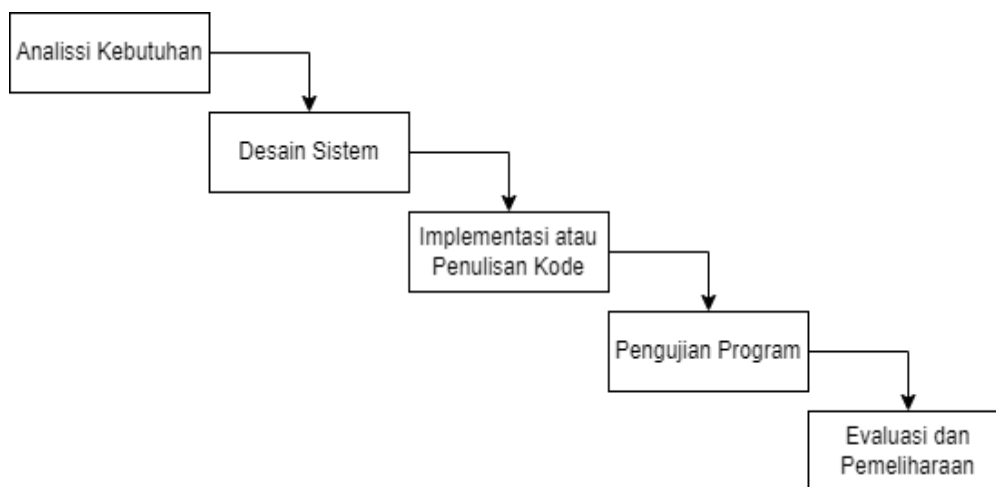 Analissi Kebutuhan
Desain Sistem
Implementasi atau
Penulisan Kode
Pengujian Program
Evaluasi dan
Pemeliharaan